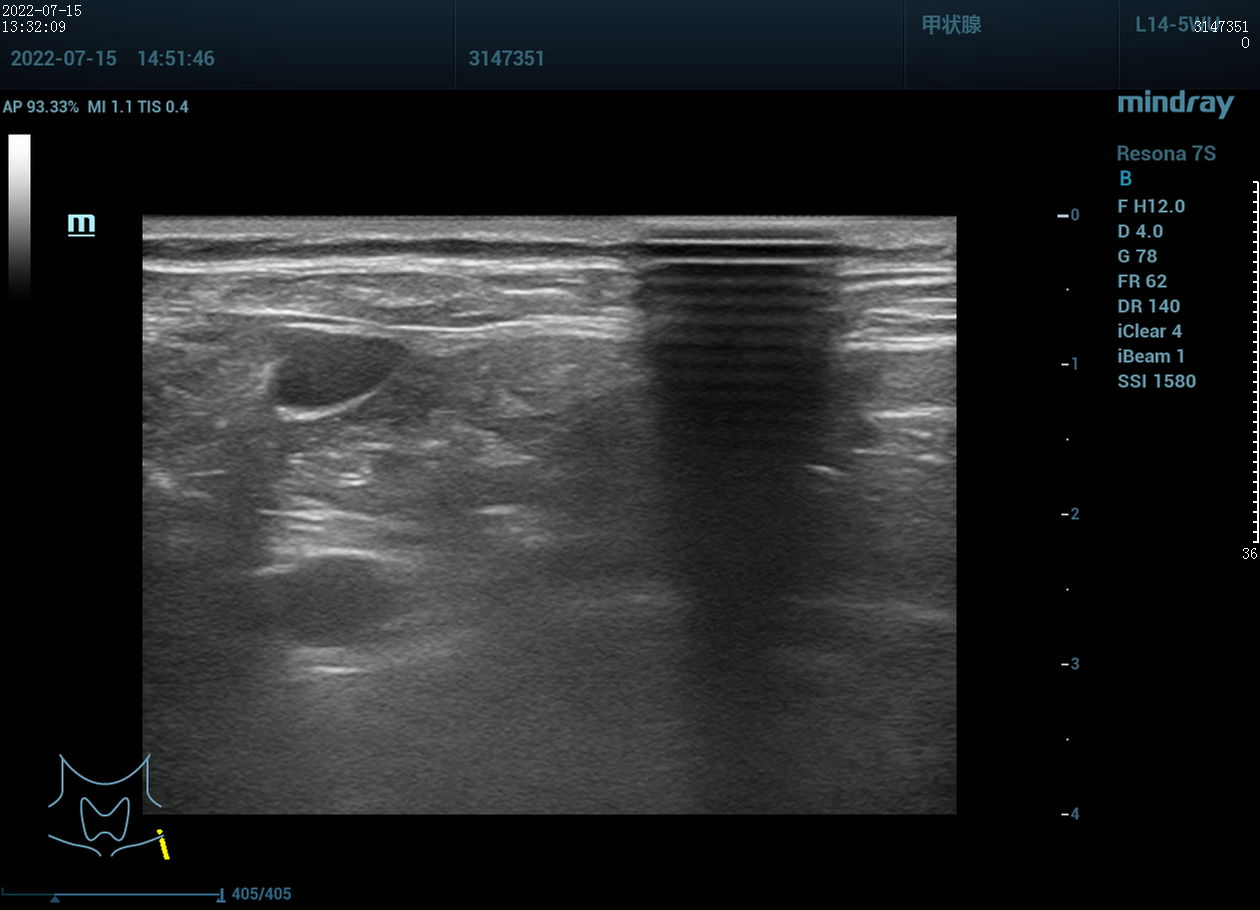 2022-07-15
13:32:09
2022-07-15 14:51:46
3147351
甲状腺
3147351
0
AP 93.33% MI 1.1 TIS 0.4
mindray
Resona 7S
B
F H12.0
D 4.0
G 78
FR 62
DR 140
iClear 4
iBeam 1
SSI 1580
m
0
1
2
3
4
36
405/405